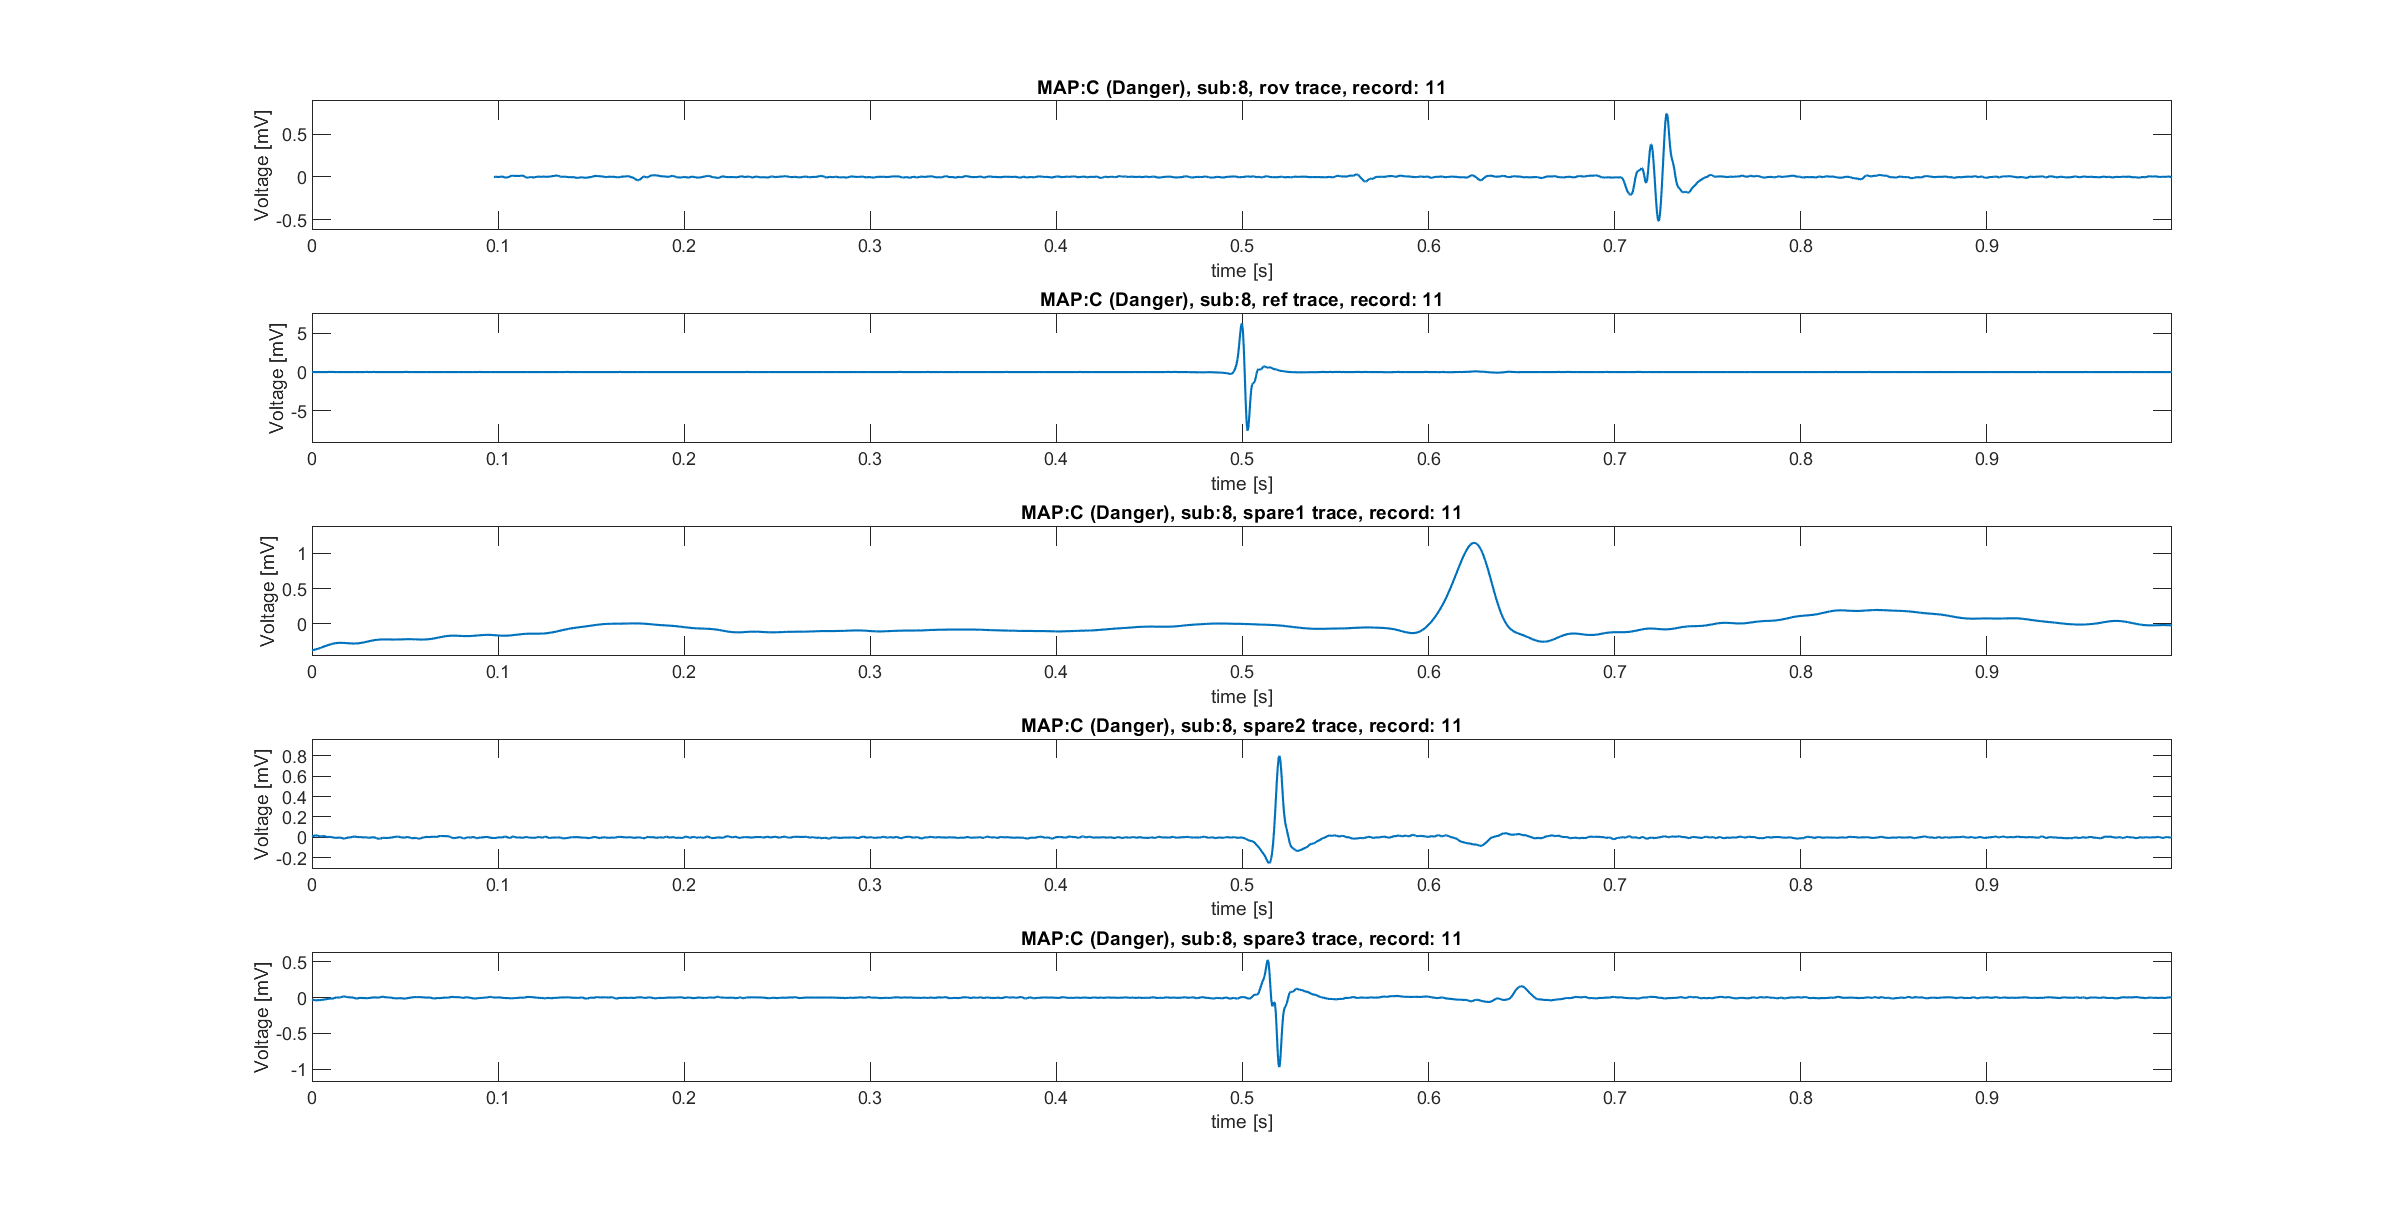 MAP:C (Danger), sub:8, rov trace, record: 11
Voltage [mV]
0.5
0
-0.5
0 0.1 0.2 0.3 0.4 0.5 0.6 0.7 0.8 0.9
time [s]
MAP:C (Danger), sub:8, ref trace, record: 11
Voltage [mV]
5
0
-5
0 0.1 0.2 0.3 0.4 0.5 0.6 0.7 0.8 0.9
time [s]
MAP:C (Danger), sub:8, spare1 trace, record: 11
Voltage [mV]
1
0.5
0
0 0.1 0.2 0.3 0.4 0.5 0.6 0.7 0.8 0.9
time [s]
MAP:C (Danger), sub:8, spare2 trace, record: 11
Voltage [mV]
0.8
0.6
0.4
0.2
0
-0.2
0 0.1 0.2 0.3 0.4 0.5 0.6 0.7 0.8 0.9
time [s]
MAP:C (Danger), sub:8, spare3 trace, record: 11
Voltage [mV]
0.5
0
-0.5
-1
0 0.1 0.2 0.3 0.4 0.5 0.6 0.7 0.8 0.9
time [s]